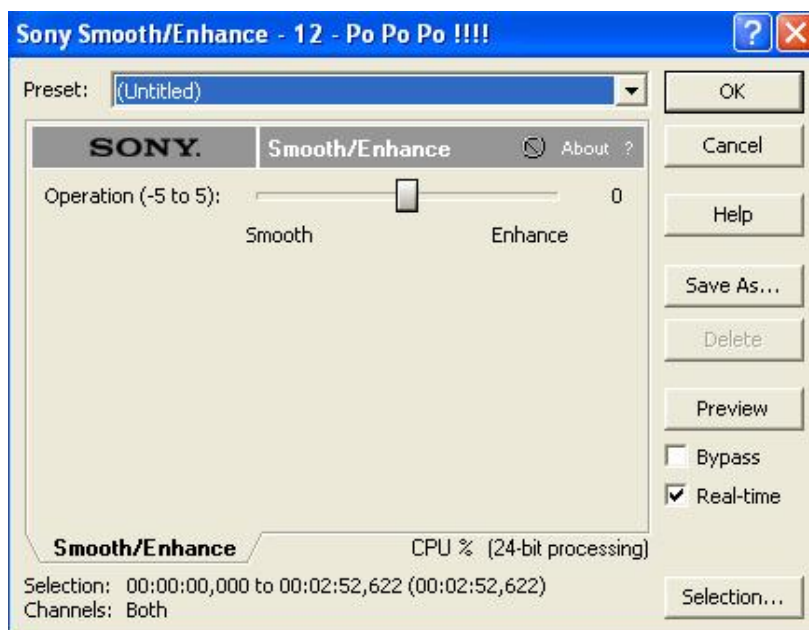 Sony Smooth/Enhance - 12 - Po Po Po !!!!
Preset: (Untitled)
OK
SONY. Smooth/Enhance About ?
Cancel
Operation (-5 to 5): 0
Smooth Enhance
Help
Save As...
Delete
Preview
Bypass
Real-time
Smooth/Enhance CPU % (24-bit processing)
Selection: 00:00:00,000 to 00:02:52,622 (00:02:52,622)
Channels: Both
Selection...